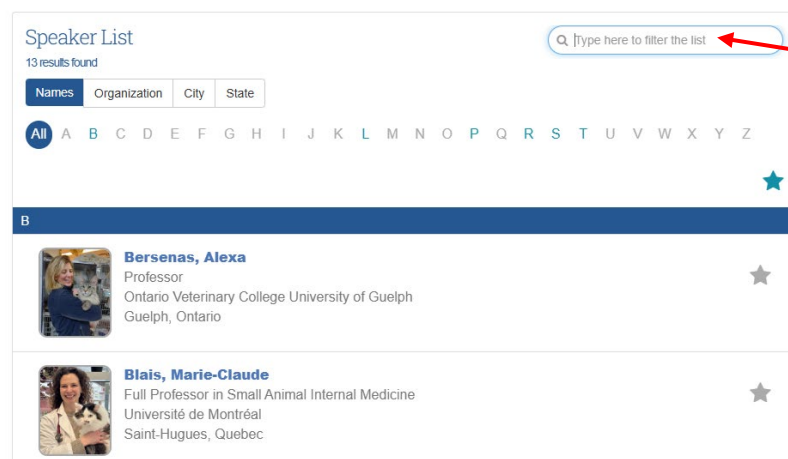 Speaker List
Type here to filter the list
13 results found
Names Organization City State
All A B C D E F G H I J K L M N O P Q R S T U V W X Y Z
B
Bersenas, Alexa
Professor
Ontario Veterinary College University of Guelph
Guelph, Ontario
Blais, Marie-Claude
Full Professor in Small Animal Internal Medicine
Université de Montréal
Saint-Hugues, Quebec